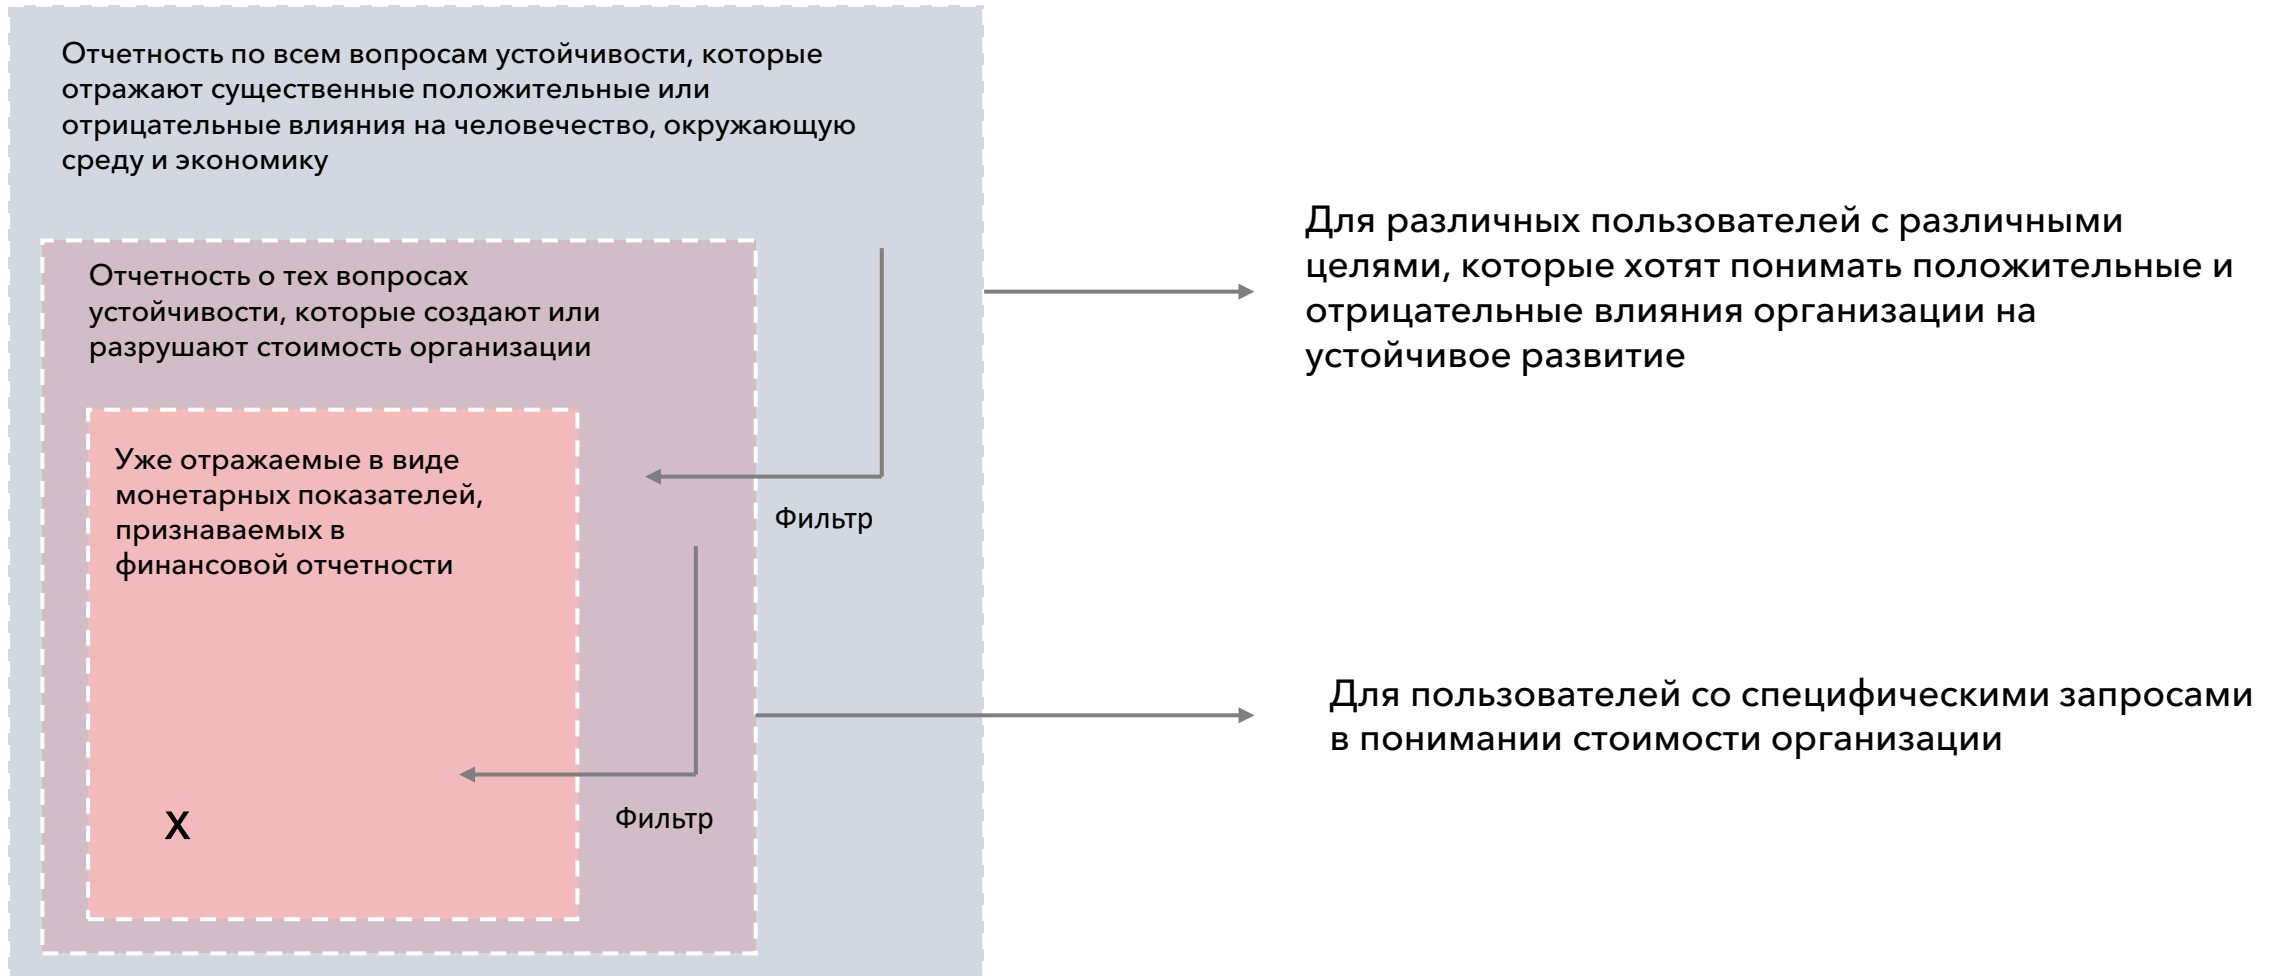 Отчетность по всем вопросам устойчивости, которые
отражают существенные положительные или
отрицательные влияния на человечество, окружающую
среду и экономику
Отчетность о тех вопросах
устойчивости, которые создают или
разрушают стоимость организации
Уже отражаемые в виде
монетарных показателей,
признаваемых в
финансовой отчетности
Фильтр
Фильтр
X
Для различных пользователей с различными
целями, которые хотят понимать положительные и
отрицательные влияния организации на
устойчивое развитие
Для пользователей со специфическими запросами
в понимании стоимости организации